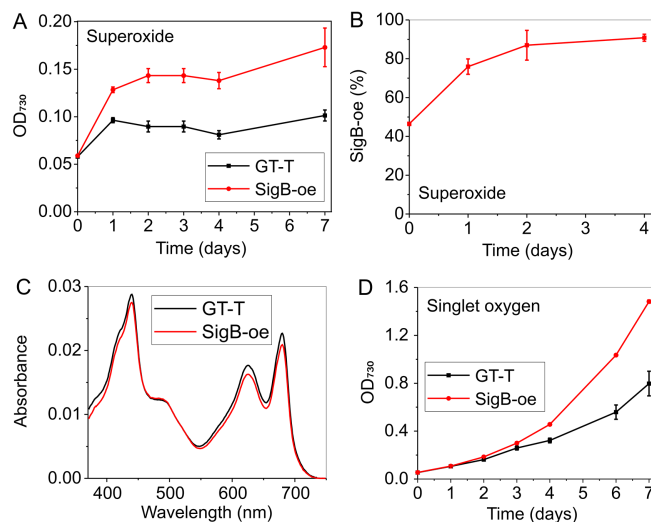 A
Superoxide
OD730
0.20
0.15
0.10
0.05
0.00
GT-T
SigB-oe
0 1 2 3 4 5 6 7
Time (days)
B
SigB-oe (%)
100
80
60
40
20
0
Superoxide
0 1 2 3 4
Time (days)
C
Absorbance
0.03
0.02
0.01
0.00
GT-T
SigB-oe
400 500 600 700
Wavelength (nm)
D
Singlet oxygen
OD730
1.6
1.2
0.8
0.4
0.0
GT-T
SigB-oe
0 1 2 3 4 5 6 7
Time (days)